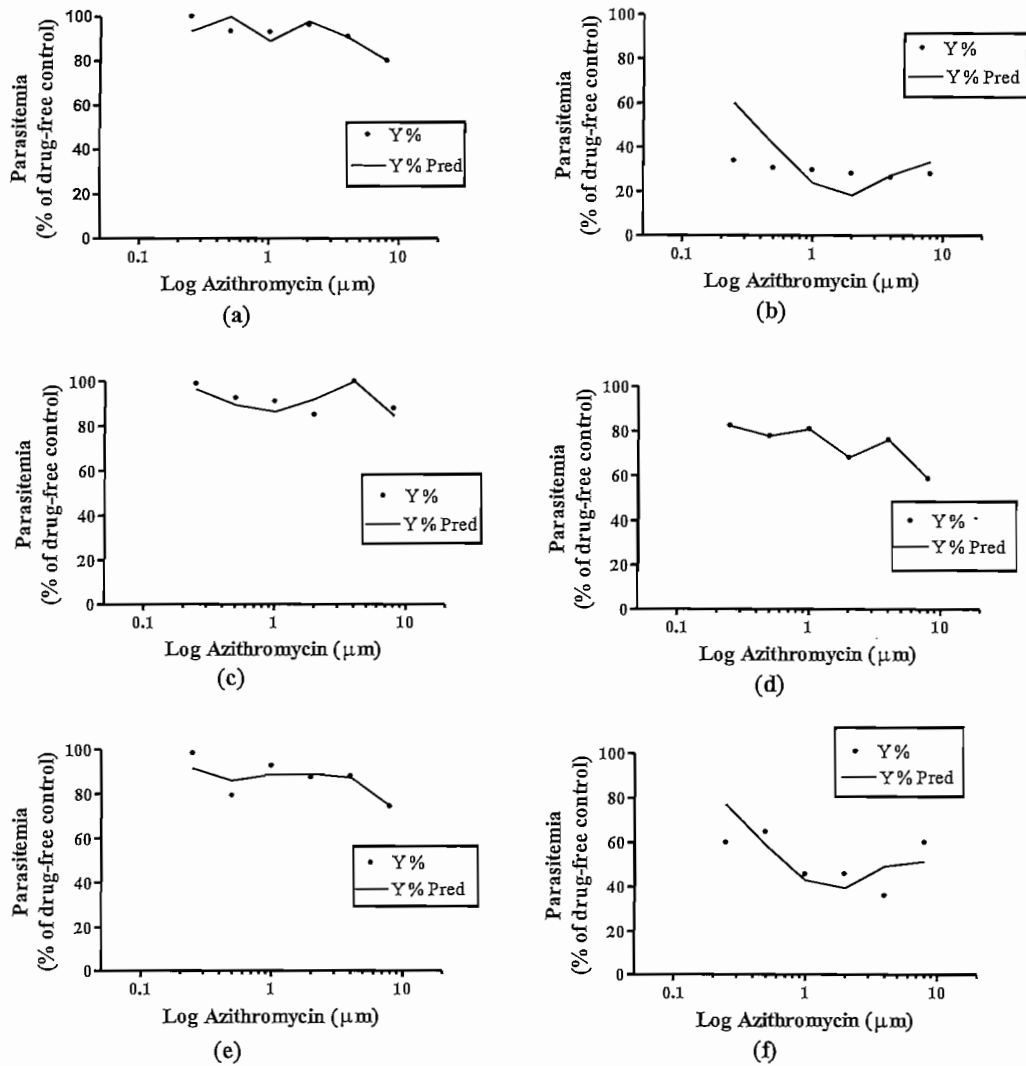 Parasitemia
(% of drug-free control)
100
80
60
40
20
0
Y%
Y% Pred
0.1
1
10
Log Azithromycin (μm)
(a)
Parasitemia
(% of drug-free control)
100
80
60
40
20
0
Y%
Y% Pred
0.1
1
10
Log Azithromycin (μm)
(b)
Parasitemia
(% of drug-free control)
100
80
60
40
20
0
Y%
Y% Pred
0.1
1
10
Log Azithromycin (μm)
(c)
Parasitemia
(% of drug-free control)
100
80
60
40
20
0
Y%
Y% Pred
0.1
1
10
Log Azithromycin (μm)
(d)
Parasitemia
(% of drug-free control)
100
80
60
40
20
0
Y%
Y% Pred
0.1
1
10
Log Azithromycin (μm)
(e)
Parasitemia
(% of drug-free control)
100
80
60
40
20
0
Y%
Y% Pred
0.1
1
10
Log Azithromycin (μm)
(f)